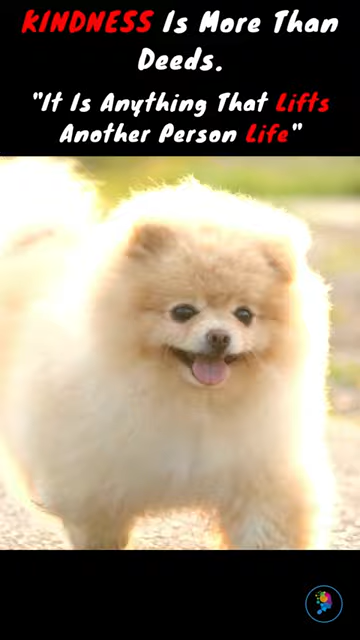 KINDNESS Is More Than
Deeds.
"It Is Anything That Lifts
Another Person Life"